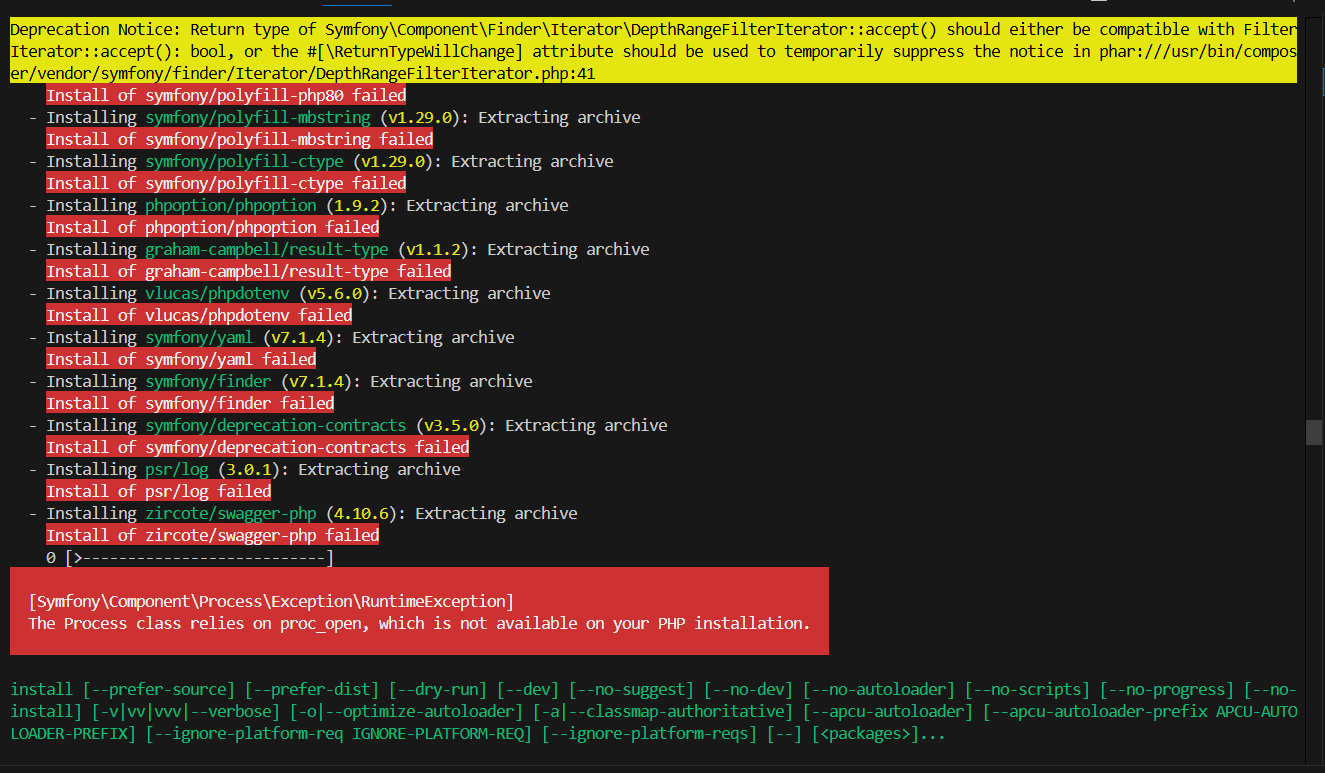 Deprecation Notice: Return type of Symfony\Component\Finder\Iterator\DepthRangeFilterIterator::accept() should either be compatible with Filter
Iterator::accept(): bool, or the #[\ReturnTypeWillChange] attribute should be used to temporarily suppress the notice in phar:///usr/bin/compos
er/vendor/symfony/finder/Iterator/DepthRangeFilterIterator.php:41
Install of symfony/polyfill-php80 failed
- Installing symfony/polyfill-mbstring (v1.29.0): Extracting archive
Install of symfony/polyfill-mbstring failed
- Installing symfony/polyfill-ctype (v1.29.0): Extracting archive
Install of symfony/polyfill-ctype failed
- Installing phpoption/phpoption (1.9.2): Extracting archive
Install of phpoption/phpoption failed
- Installing graham-campbell/result-type (v1.1.2): Extracting archive
Install of graham-campbell/result-type failed
- Installing vlucas/phpdotenv (v5.6.0): Extracting archive
Install of vlucas/phpdotenv failed
- Installing symfony/yaml (v7.1.4): Extracting archive
Install of symfony/yaml failed
- Installing symfony/finder (v7.1.4): Extracting archive
Install of symfony/finder failed
- Installing symfony/deprecation-contracts (v3.5.0): Extracting archive
Install of symfony/deprecation-contracts failed
- Installing psr/log (3.0.1): Extracting archive
Install of psr/log failed
- Installing zircote/swagger-php (4.10.6): Extracting archive
Install of zircote/swagger-php failed
0 [>---------------------------]
[Symfony\Component\Process\Exception\RuntimeException]
The Process class relies on proc_open, which is not available on your PHP installation.
install [--prefer-source] [--prefer-dist] [--dry-run] [--dev] [--no-suggest] [--no-dev] [--no-autoloader] [--no-scripts] [--no-progress] [--no-
install] [-v|vv|vvv|--verbose] [-o|--optimize-autoloader] [-a|--classmap-authoritative] [--apcu-autoloader] [--apcu-autoloader-prefix APCU-AUTO
LOADER-PREFIX] [--ignore-platform-req IGNORE-PLATFORM-REQ] [--ignore-platform-reqs] [--] [<packages>]...